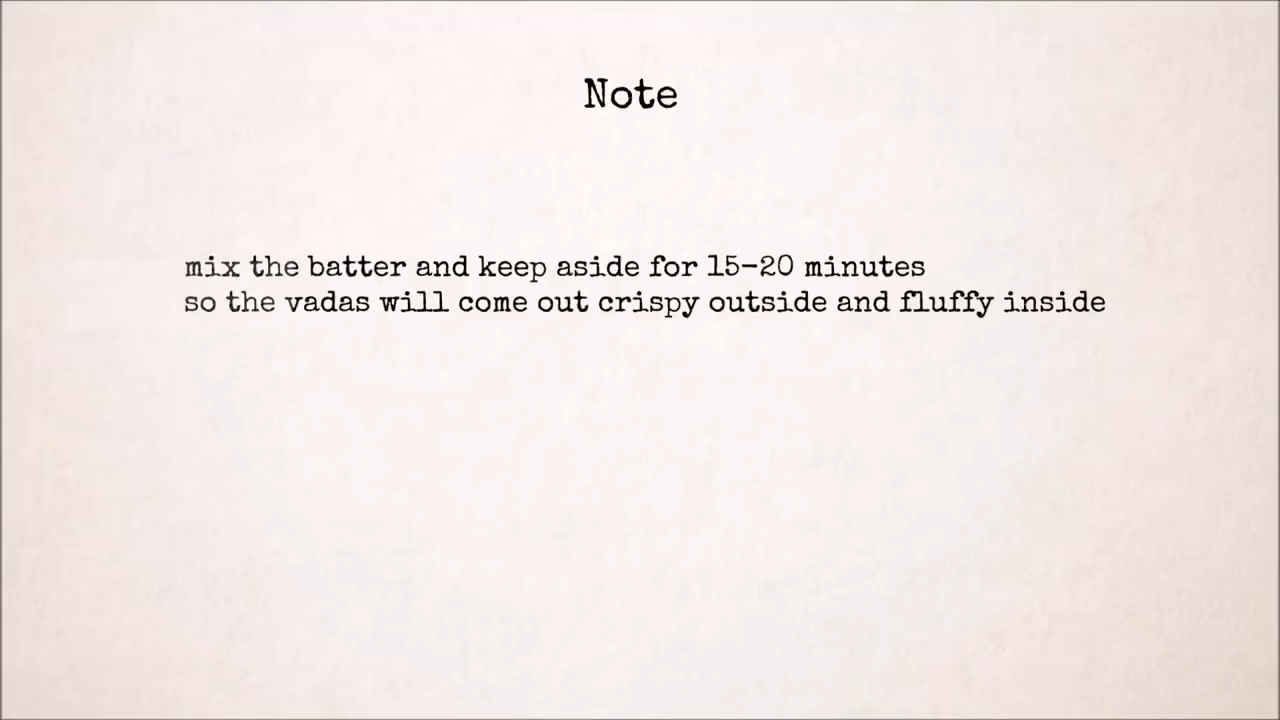 Note
mix the batter and keep aside for 15-20 minutes
so the vadas will come out crispy outside and fluffy inside